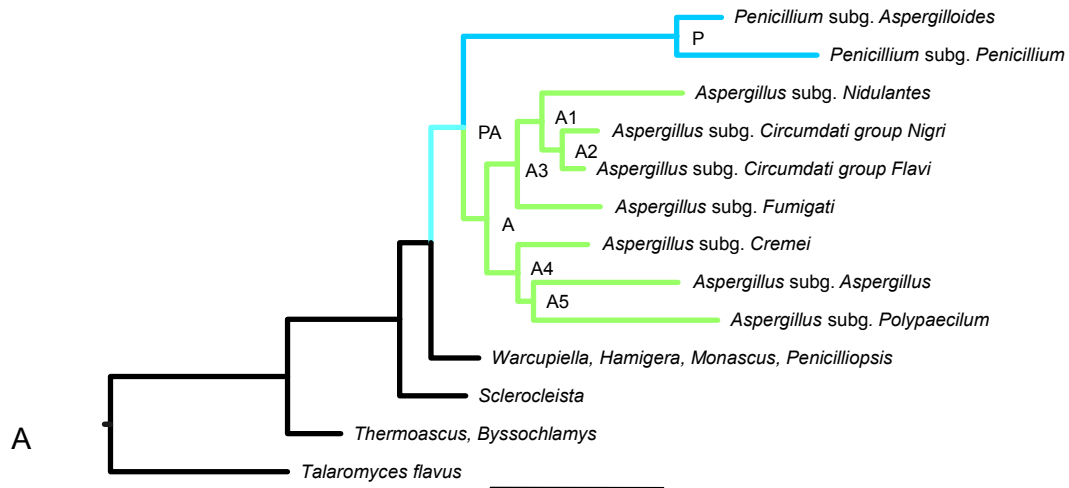 Penicillium subg. Aspergilloides
P
Penicillium subg. Penicillium
Aspergillus subg. Nidulantes
A1
Aspergillus subg. Circumdati group Nigri
PA
A2
Aspergillus subg. Circumdati group Flavi
A3
Aspergillus subg. Fumigati
A
Aspergillus subg. Cremei
A4
Aspergillus subg. Aspergillus
A5
Aspergillus subg. Polypaecilum
Warcupiella, Hamigera, Monascus, Penicilliopsis
Sclerocleista
Thermoascus, Byssochlamys
A
Talaromyces flavus